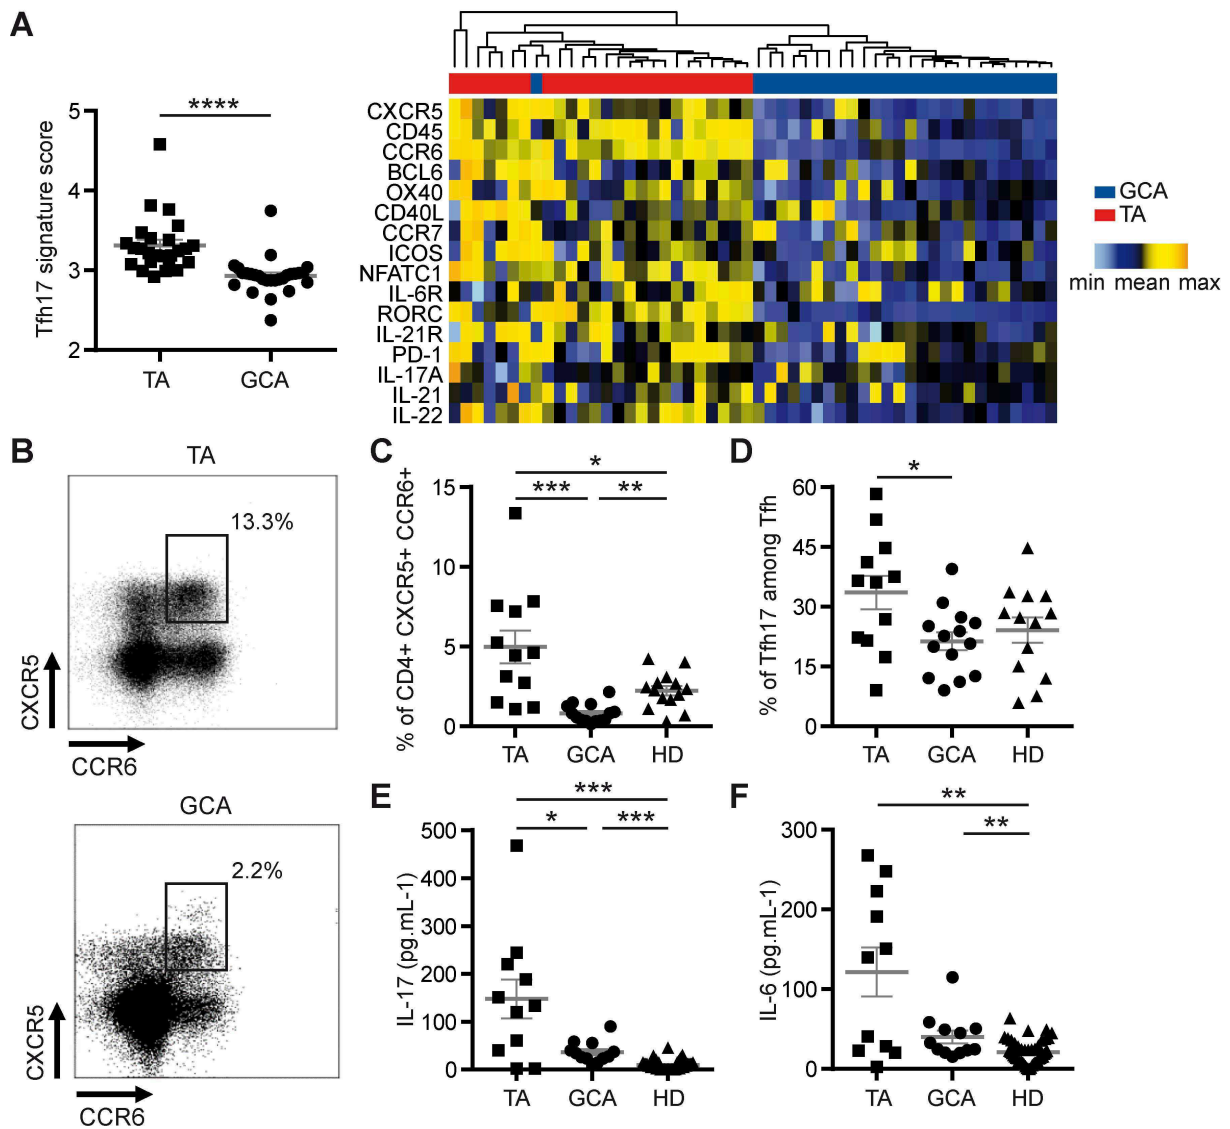 A
Tfh17 signature score
5
4
3
2
****
TA
GCA
CXCR5
CD45
CCR6
BCL6
OX40
CD40L
CCR7
ICOS
NFATC1
IL-6R
RORC
IL-21R
PD-1
IL-17A
IL-21
IL-22
GCA
TA
min mean max
B
TA
13.3%
CXCR5
CCR6
GCA
2.2%
CXCR5
CCR6
C
% of CD4+ CXCR5+ CCR6+
15
10
5
0
*
*** **
TA GCA HD
D
% of Tfh17 among Tfh
60
45
30
15
0
*
TA GCA HD
E
IL-17 (pg.mL-1)
500
400
300
200
100
0
***
* ***
TA GCA HD
F
IL-6 (pg.mL-1)
300
200
100
0
**
**
TA GCA HD